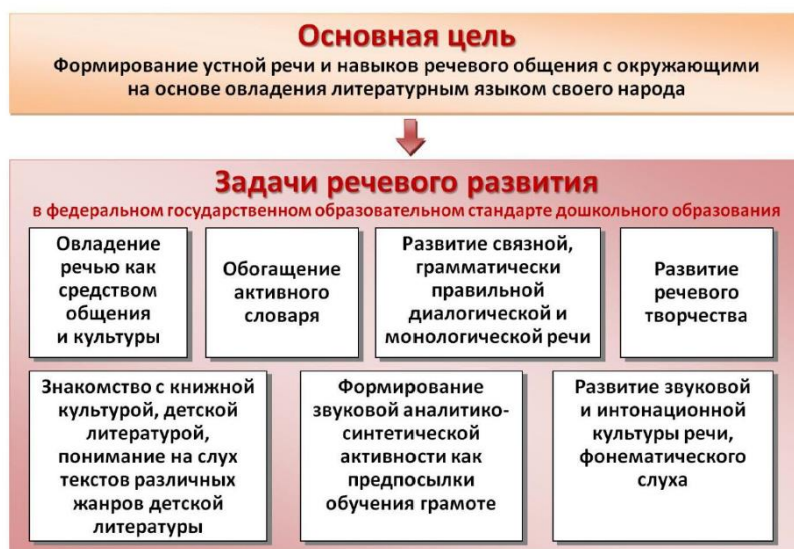 Основная цель
Формирование устной речи и навыков речевого общения с окружающими
на основе овладения литературным языком своего народа
Задачи речевого развития
в федеральном государственном образовательном стандарте дошкольного образования
Овладение
речью как
средством
общения
и культуры
Обогащение
активного
словаря
Развитие связной,
грамматически
правильной
диалогической и
монологической речи
Развитие
речевого
творчества
Знакомство с книжной
культурой, детской
литературой,
понимание на слух
текстов различных
жанров детской
литературы
Формирование
звуковой аналитико-
синтетической
активности как
предпосылки
обучения грамоте
Развитие звуковой
и интонационной
культуры речи,
фонематического
слуха